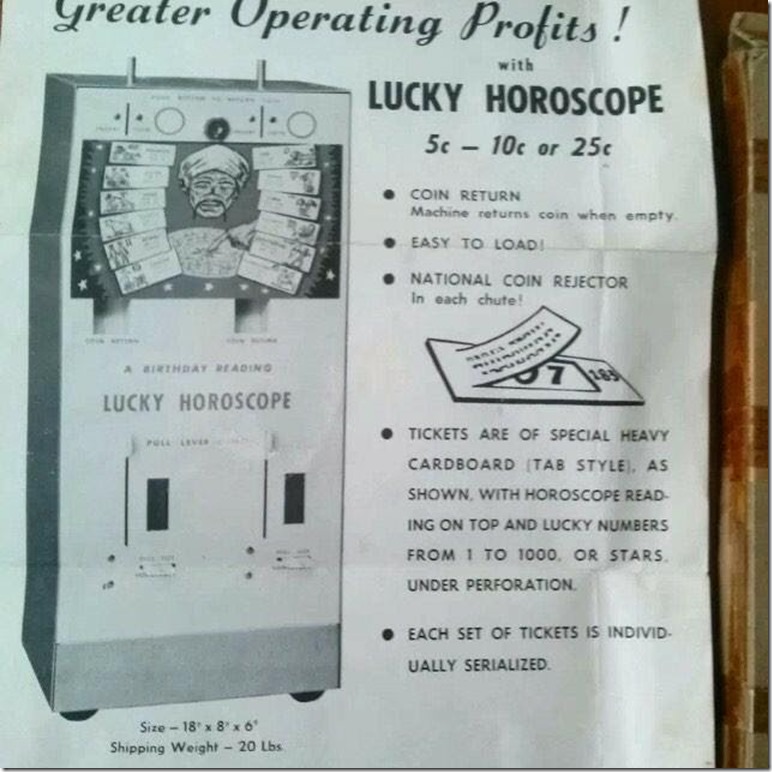 Greater Operating Profits!
with
LUCKY HOROSCOPE
5c – 10c or 25c
● COIN RETURN
Machine returns coin when empty.
● EASY TO LOAD!
● NATIONAL COIN REJECTOR
In each chute!
07
● TICKETS ARE OF SPECIAL HEAVY
CARDBOARD (TAB STYLE), AS
SHOWN, WITH HOROSCOPE READ-
ING ON TOP AND LUCKY NUMBERS
FROM 1 TO 1000, OR STARS,
UNDER PERFORATION.
● EACH SET OF TICKETS IS INDIVID-
UALLY SERIALIZED.
COIN RETURN
COIN RETURN
A BIRTHDAY READING
LUCKY HOROSCOPE
PULL LEVER
Size – 18" x 8" x 6"
Shipping Weight – 20 Lbs.